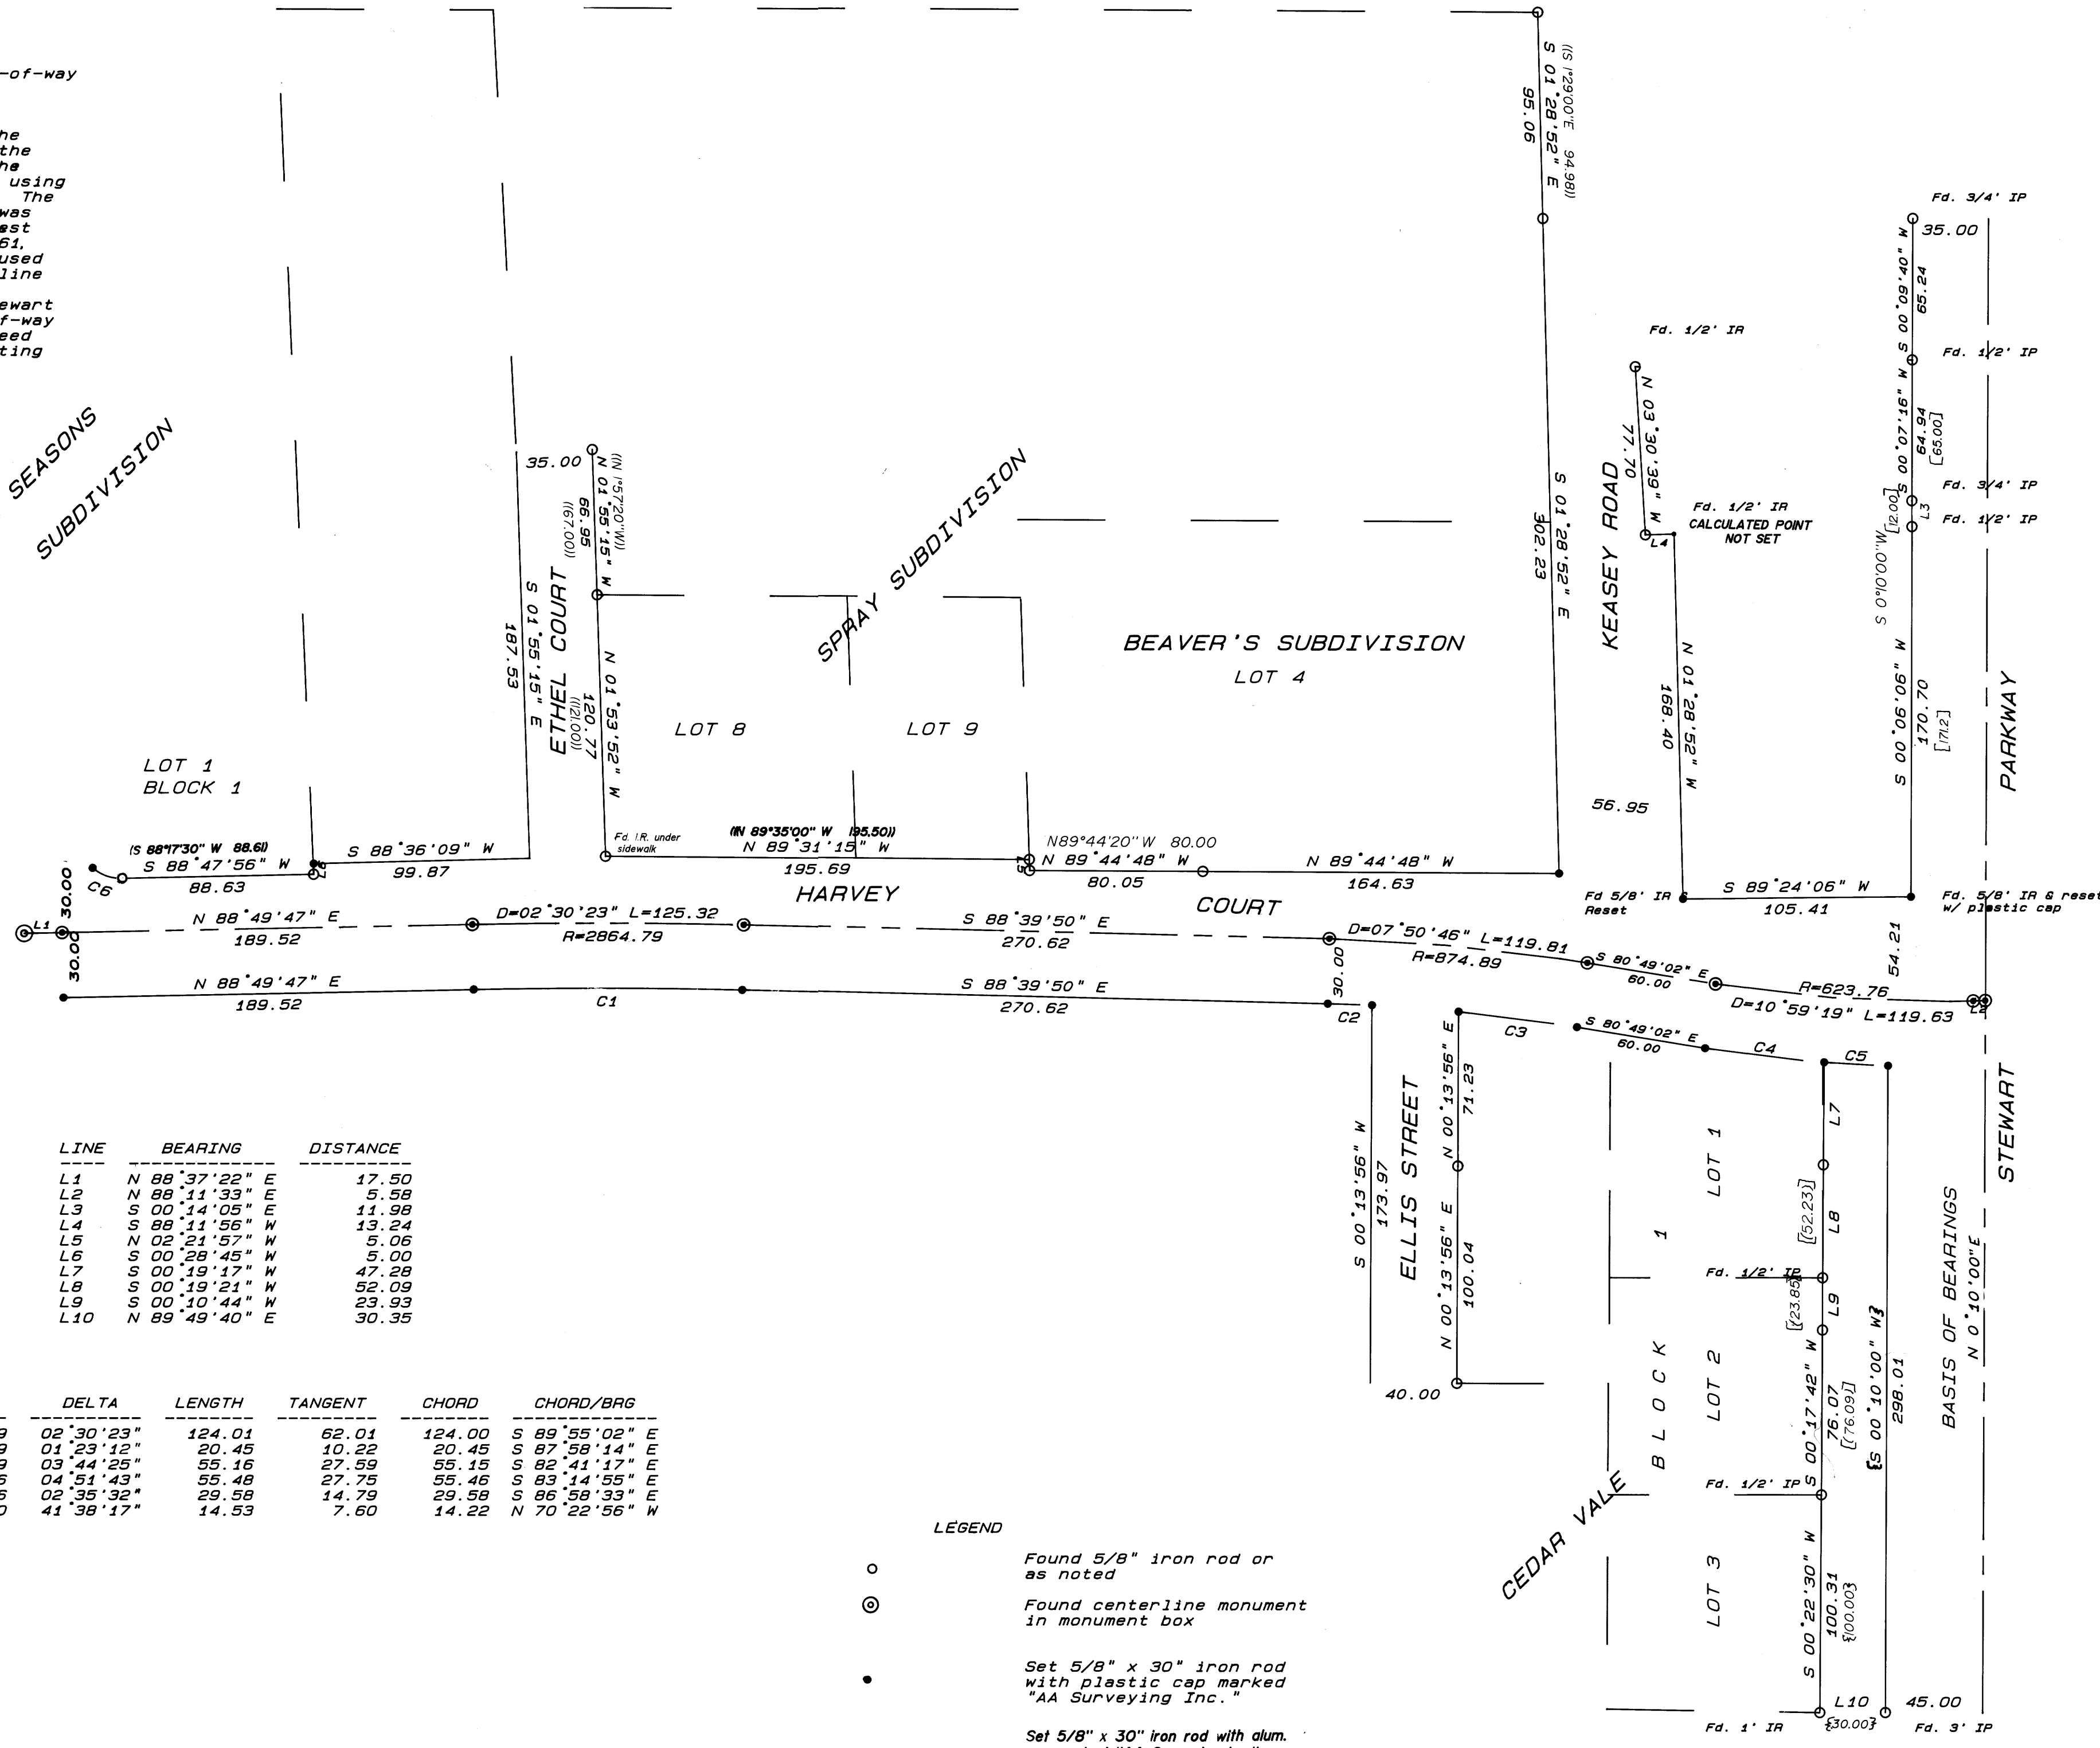 -of-way
he
the
he
using
The
was
est
61,
used
line
ewart
f-way
eed
ting
SEASONS
SUBDIVISION
S 01°28'52" E
95.06
((S 1°29'00"E 94.98))
Fd. 3/4' IP
35.00
S 00°09'40" W
65.24
Fd. 1/2' IR
Fd. 1/2' IP
N 03°30'39" W
77.70
S 00°07'16" W
64.94
[65.00]
Fd. 3/4' IP
L3
[12.00]
Fd. 1/2' IP
Fd. 1/2' IR
CALCULATED POINT
NOT SET
L4
35.00
N 01°55'15" W
66.95
((N 1°57'20"W))
((67.00))
S 01°55'15" E
187.53
ETHEL COURT
N 01°53'52" W
120.77
((121.00))
SPRAY SUBDIVISION
BEAVER'S SUBDIVISION
LOT 4
S 01°28'52" E
302.23
KEASEY ROAD
N 01°28'52" W
168.40
S 0°10'00"W
S 00°06'06" W
170.70
[171.2]
PARKWAY
LOT 8
LOT 9
LOT 1
BLOCK 1
56.95
Fd. I.R. under
sidewalk
(S 88°17'30" W 88.61)
S 88°47'56" W
88.63
C6
S 88°36'09" W
99.87
((N 89°35'00" W 195.50))
N 89°31'15" W
195.69
L5
N89°44'20"W 80.00
N 89°44'48" W
80.05
N 89°44'48" W
164.63
Fd 5/8' IR
Reset
S 89°24'06" W
105.41
Fd. 5/8' IR & reset
W/ plastic cap
HARVEY
COURT
30.00
30.00
L1
N 88°49'47" E
189.52
D=02°30'23" L=125.32
R=2864.79
S 88°39'50" E
270.62
D=07°50'46" L=119.81
R=874.89
S 80°49'02" E
60.00
R=623.76
D=10°59'19" L=119.63
54.21
L2
N 88°49'47" E
189.52
C1
S 88°39'50" E
270.62
30.00
C2
C3
S 80°49'02" E
60.00
C4
C5
S 00°13'56" W
173.97
ELLIS STREET
N 00°13'56" E
71.23
N 00°13'56" E
100.04
40.00
STEWART
BASIS OF BEARINGS
N 0°10'00"E
L7
[(52.23)]
L8
Fd. 1/2' IP
[(23.85)]
L9
LOT 1
BLOCK 1
LOT 2
S 00°17'42" W
76.07
[(76.09)]
{S 00°10'00" W}
298.01
Fd. 1/2' IP
CEDAR VALE
LOT 3
S 00°22'30" W
100.31
{100.00}
L10
{30.00}
45.00
Fd. 1' IR
Fd. 3' IP
LINE BEARING DISTANCE
L1 N 88°37'22" E 17.50
L2 N 88°11'33" E 5.58
L3 S 00°14'05" E 11.98
L4 S 88°11'56" W 13.24
L5 N 02°21'57" W 5.06
L6 S 00°28'45" W 5.00
L7 S 00°19'17" W 47.28
L8 S 00°19'21" W 52.09
L9 S 00°10'44" W 23.93
L10 N 89°49'40" E 30.35
DELTA LENGTH TANGENT CHORD CHORD/BRG
9 02°30'23" 124.01 62.01 124.00 S 89°55'02" E
9 01°23'12" 20.45 10.22 20.45 S 87°58'14" E
9 03°44'25" 55.16 27.59 55.15 S 82°41'17" E
6 04°51'43" 55.48 27.75 55.46 S 83°14'55" E
6 02°35'32" 29.58 14.79 29.58 S 86°58'33" E
0 41°38'17" 14.53 7.60 14.22 N 70°22'56" W
LEGEND
Found 5/8" iron rod or
as noted
Found centerline monument
in monument box
Set 5/8" x 30" iron rod
with plastic cap marked
"AA Surveying Inc."
Set 5/8" x 30" iron rod with alum.